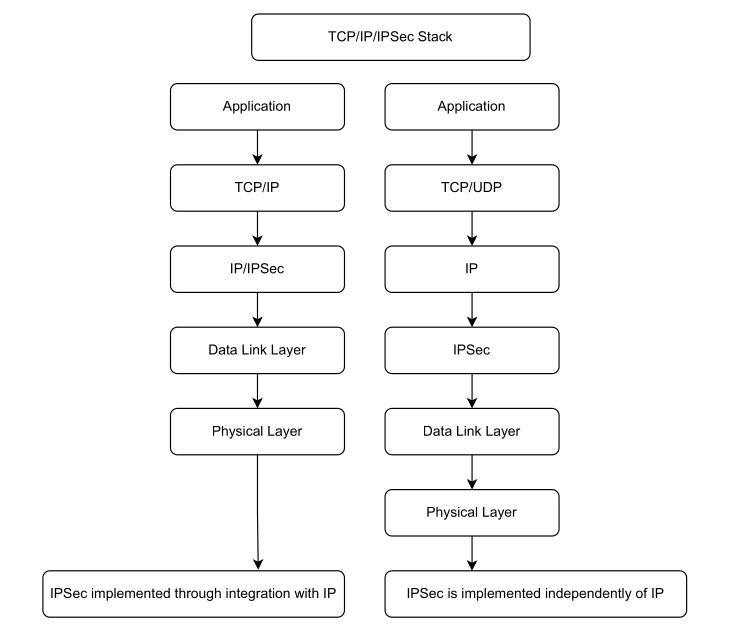 TCP/IP/IPSec Stack
Application
TCP/IP
IP/IPSec
Data Link Layer
Physical Layer
IPSec implemented through integration with IP
Application
TCP/UDP
IP
IPSec
Data Link Layer
Physical Layer
IPSec is implemented independently of IP